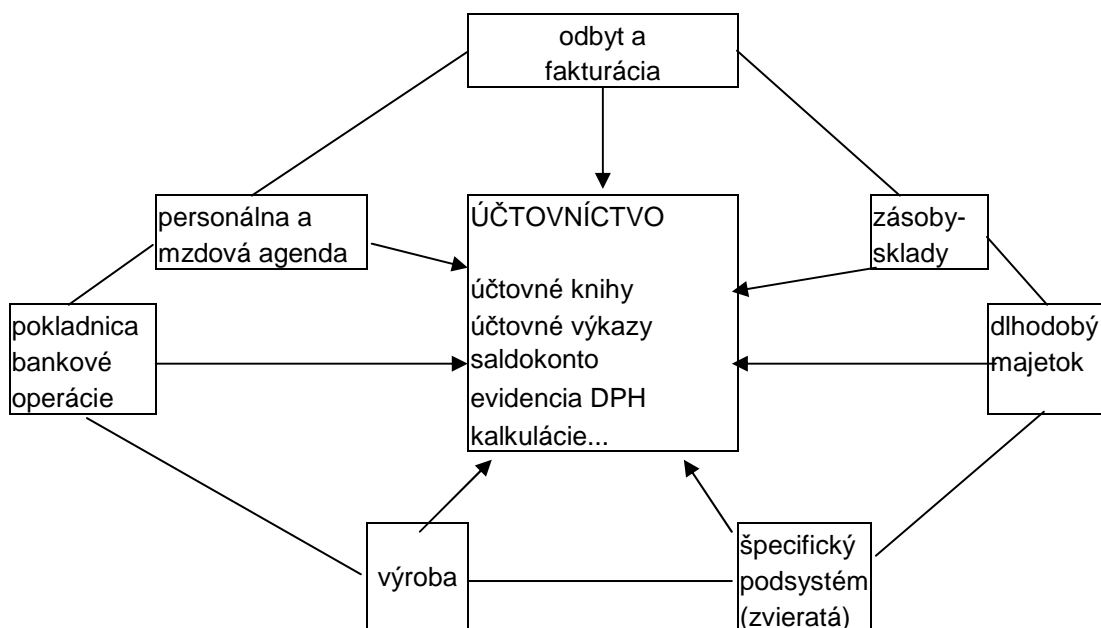 odbyt a
fakturácia
personálna a
mzdová agenda
ÚČTOVNÍCTVO
účtovné knihy
účtovné výkazy
saldokonto
evidencia DPH
kalkulácie...
zásoby-
sklady
pokladnica
bankové
operácie
dlhodobý
majetok
výroba
špecifický
podsystém
(zvieratá)